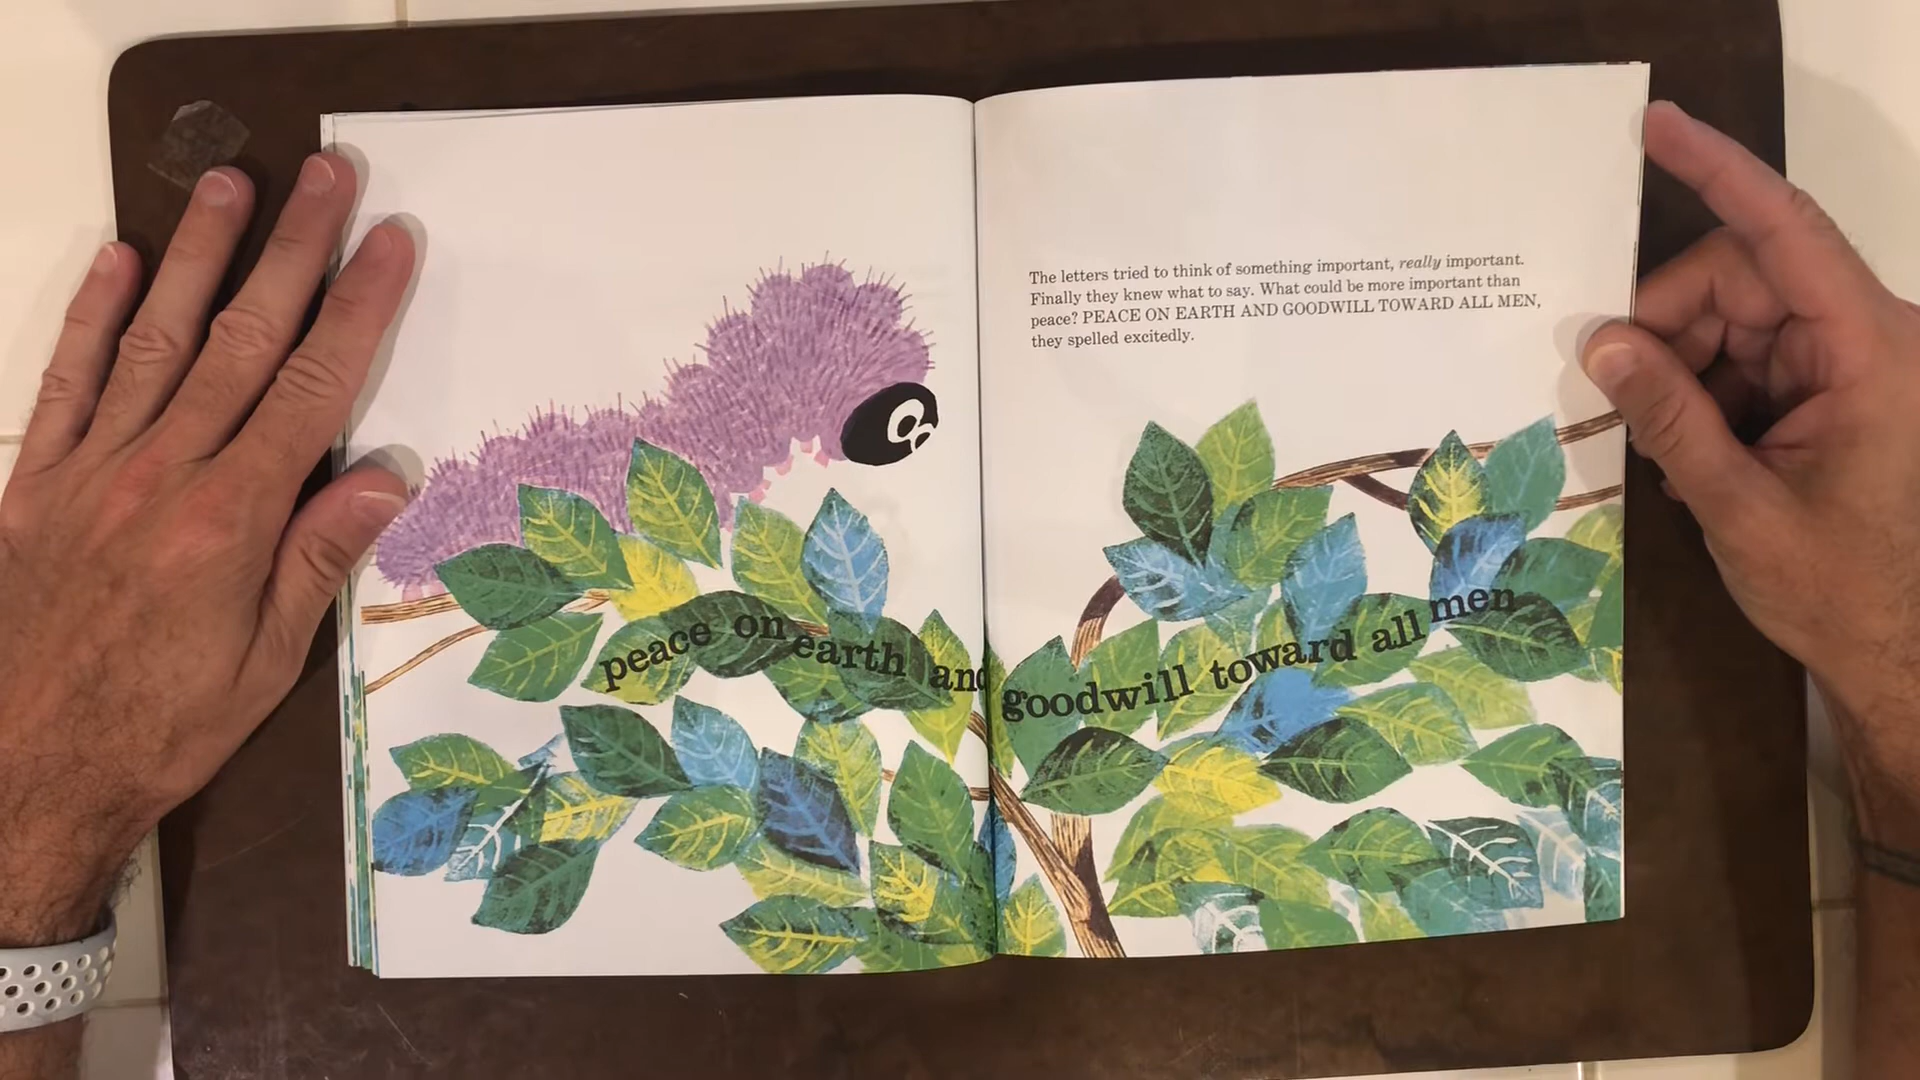 The letters tried to think of something important, really important.
Finally they knew what to say. What could be more important than
peace? PEACE ON EARTH AND GOODWILL TOWARD ALL MEN,
they spelled excitedly.
peace on earth and goodwill toward all men